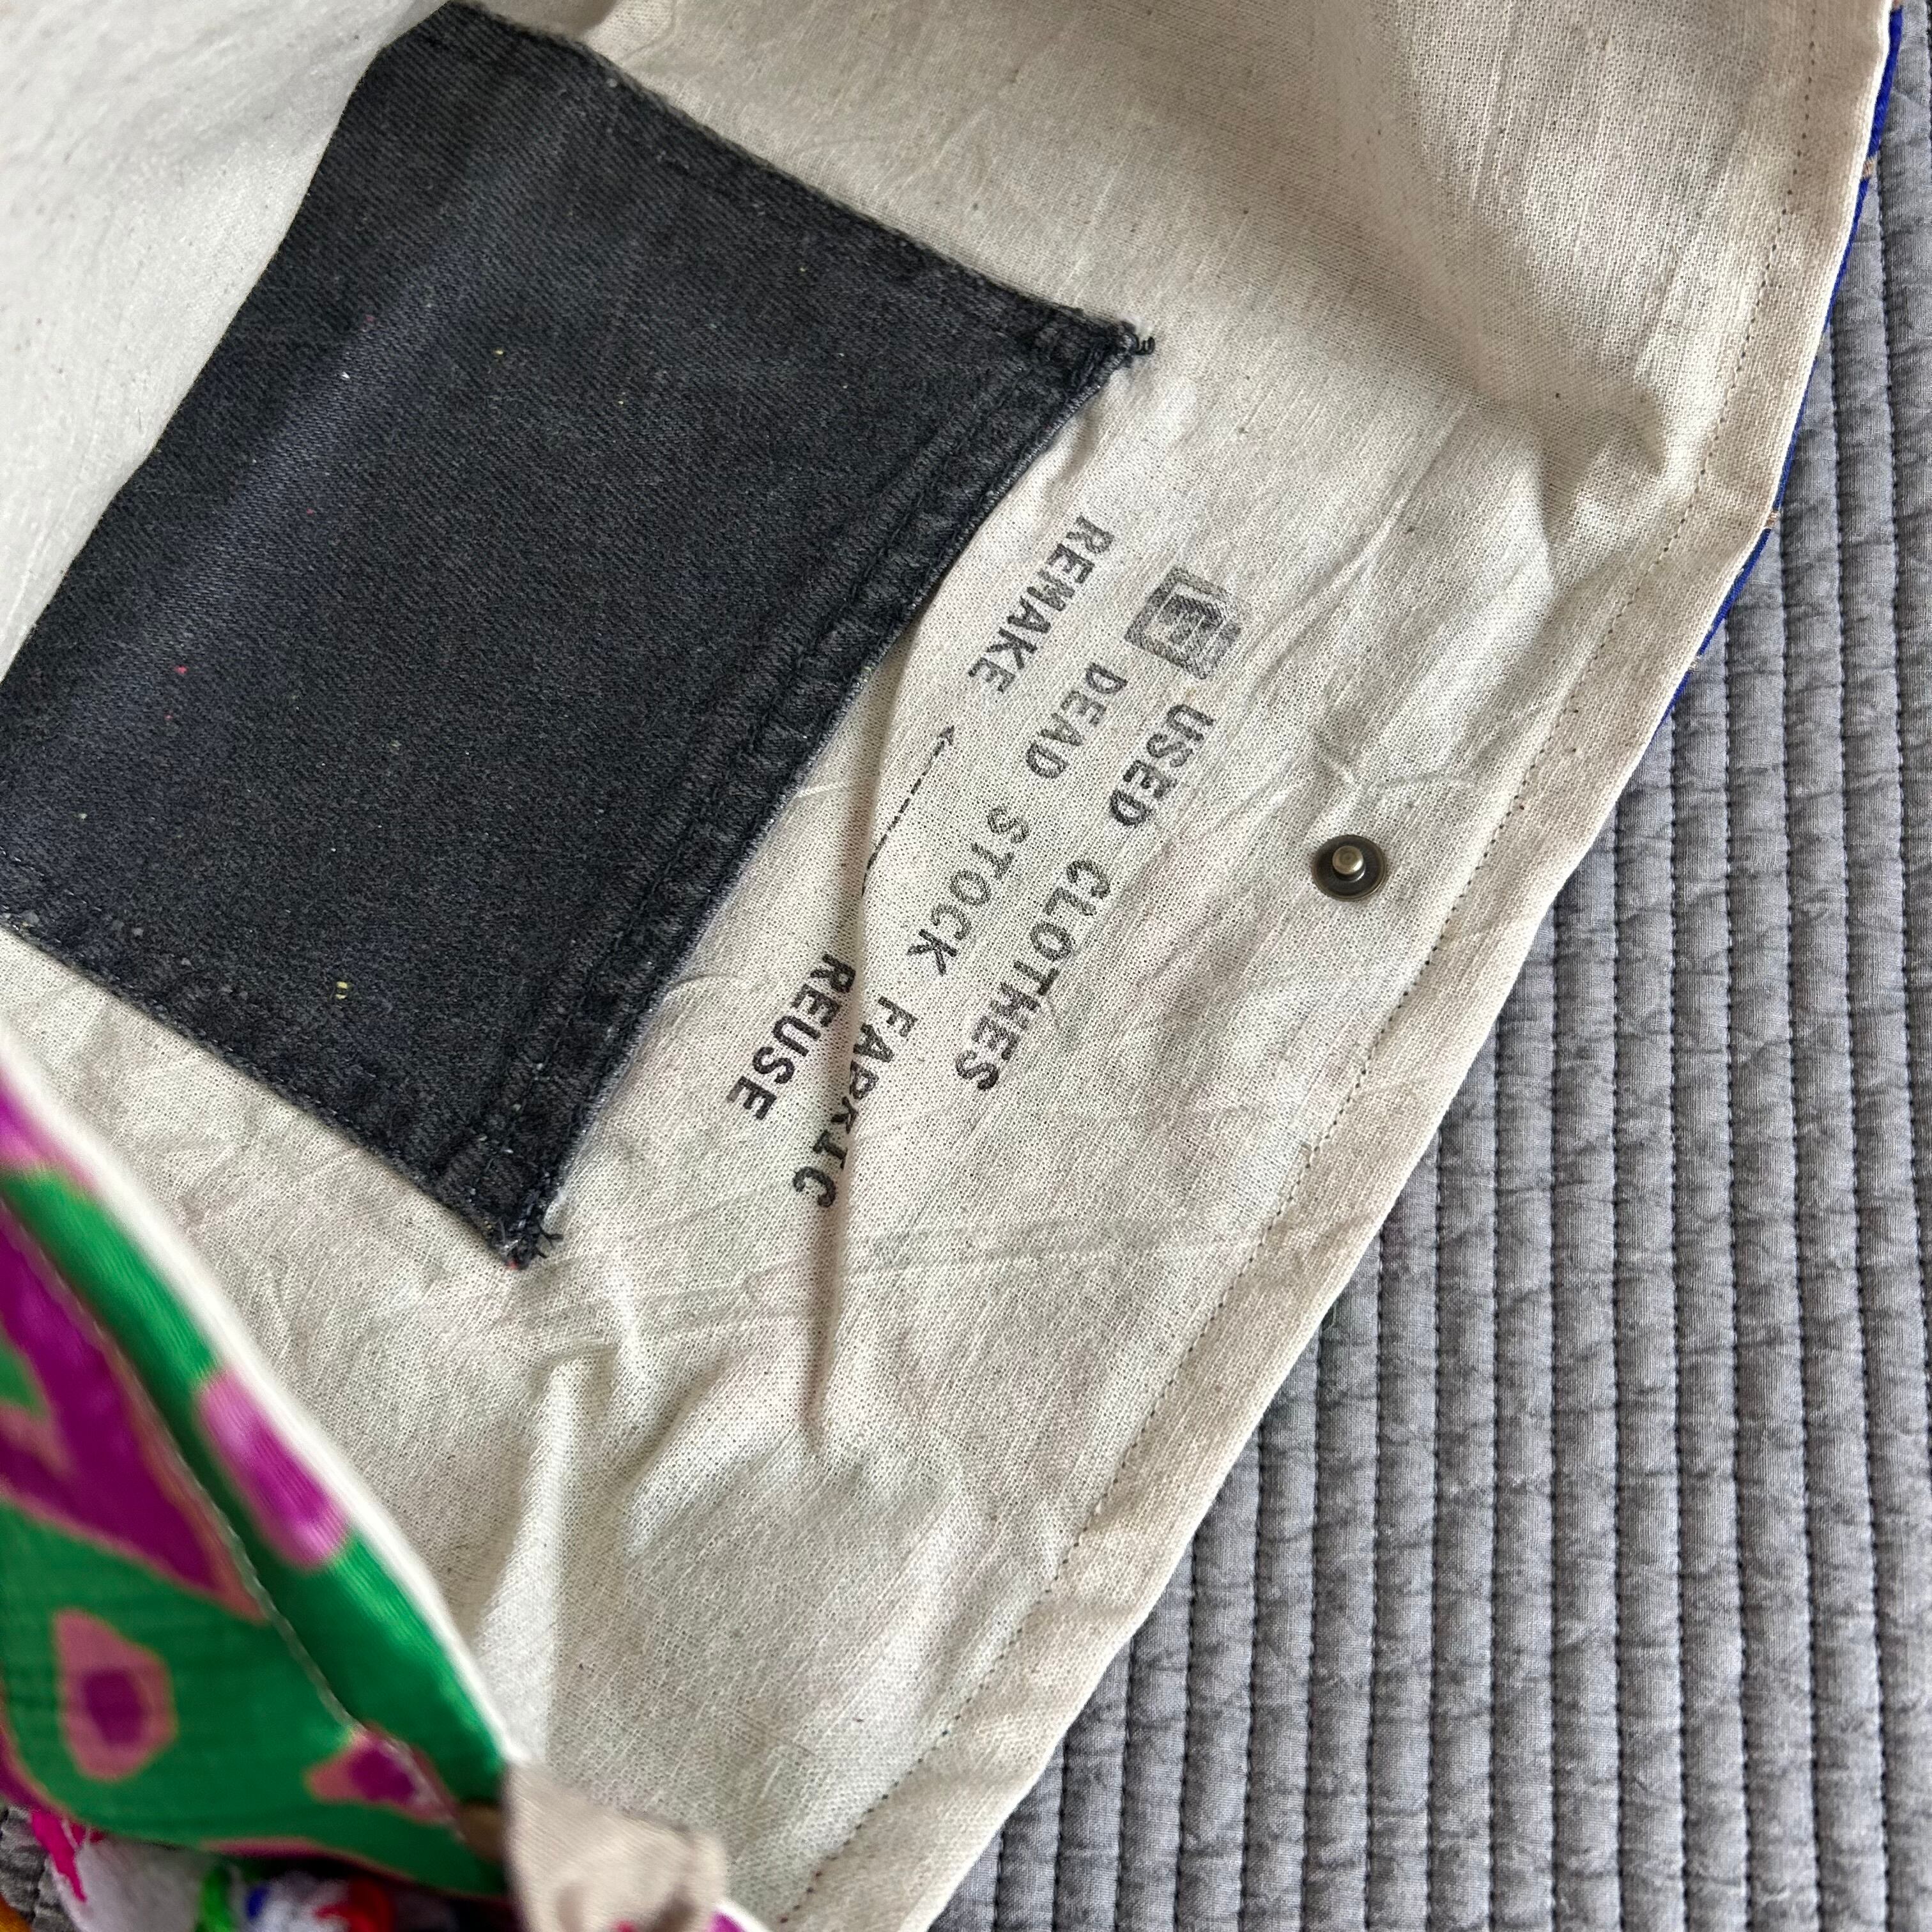 USED CLOTHES
DEAD STOCK FABRIC
REMAKE REUSE